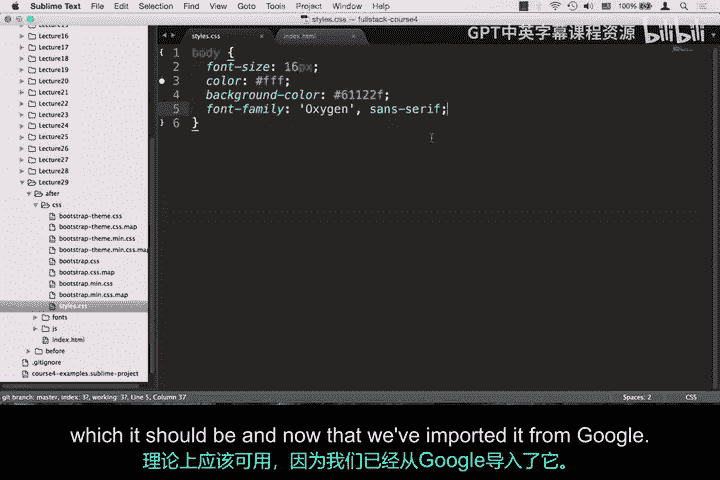 Sublime Text File Edit Selection Find View Goto Tools Project Window Help 100%
styles.css — fullstack-course4
GPT中英字幕课程资源 bilibili
styles.css index.html
Lecture16
Lecture17
Lecture18
Lecture19
Lecture20
Lecture21
Lecture22
Lecture23
Lecture24
Lecture25
Lecture26
Lecture27
Lecture28
Lecture29
after
css
bootstrap-theme.css
bootstrap-theme.css.map
bootstrap-theme.min.css
bootstrap-theme.min.css.map
bootstrap.css
bootstrap.css.map
bootstrap.min.css
bootstrap.min.css.map
styles.css
fonts
js
index.html
before
.gitignore
course4-examples.sublime-project
1 body {
2 font-size: 16px;
3 color: #fff;
4 background-color: #61122f;
5 font-family: 'Oxygen', sans-serif;
6 }
git branch: master, index: 3?, working: 3?, Line 5, Column 37 Spaces: 2 CSS
which it should be and now that we've imported it from Google.
理论上应该可用，因为我们已经从Google导入了它。